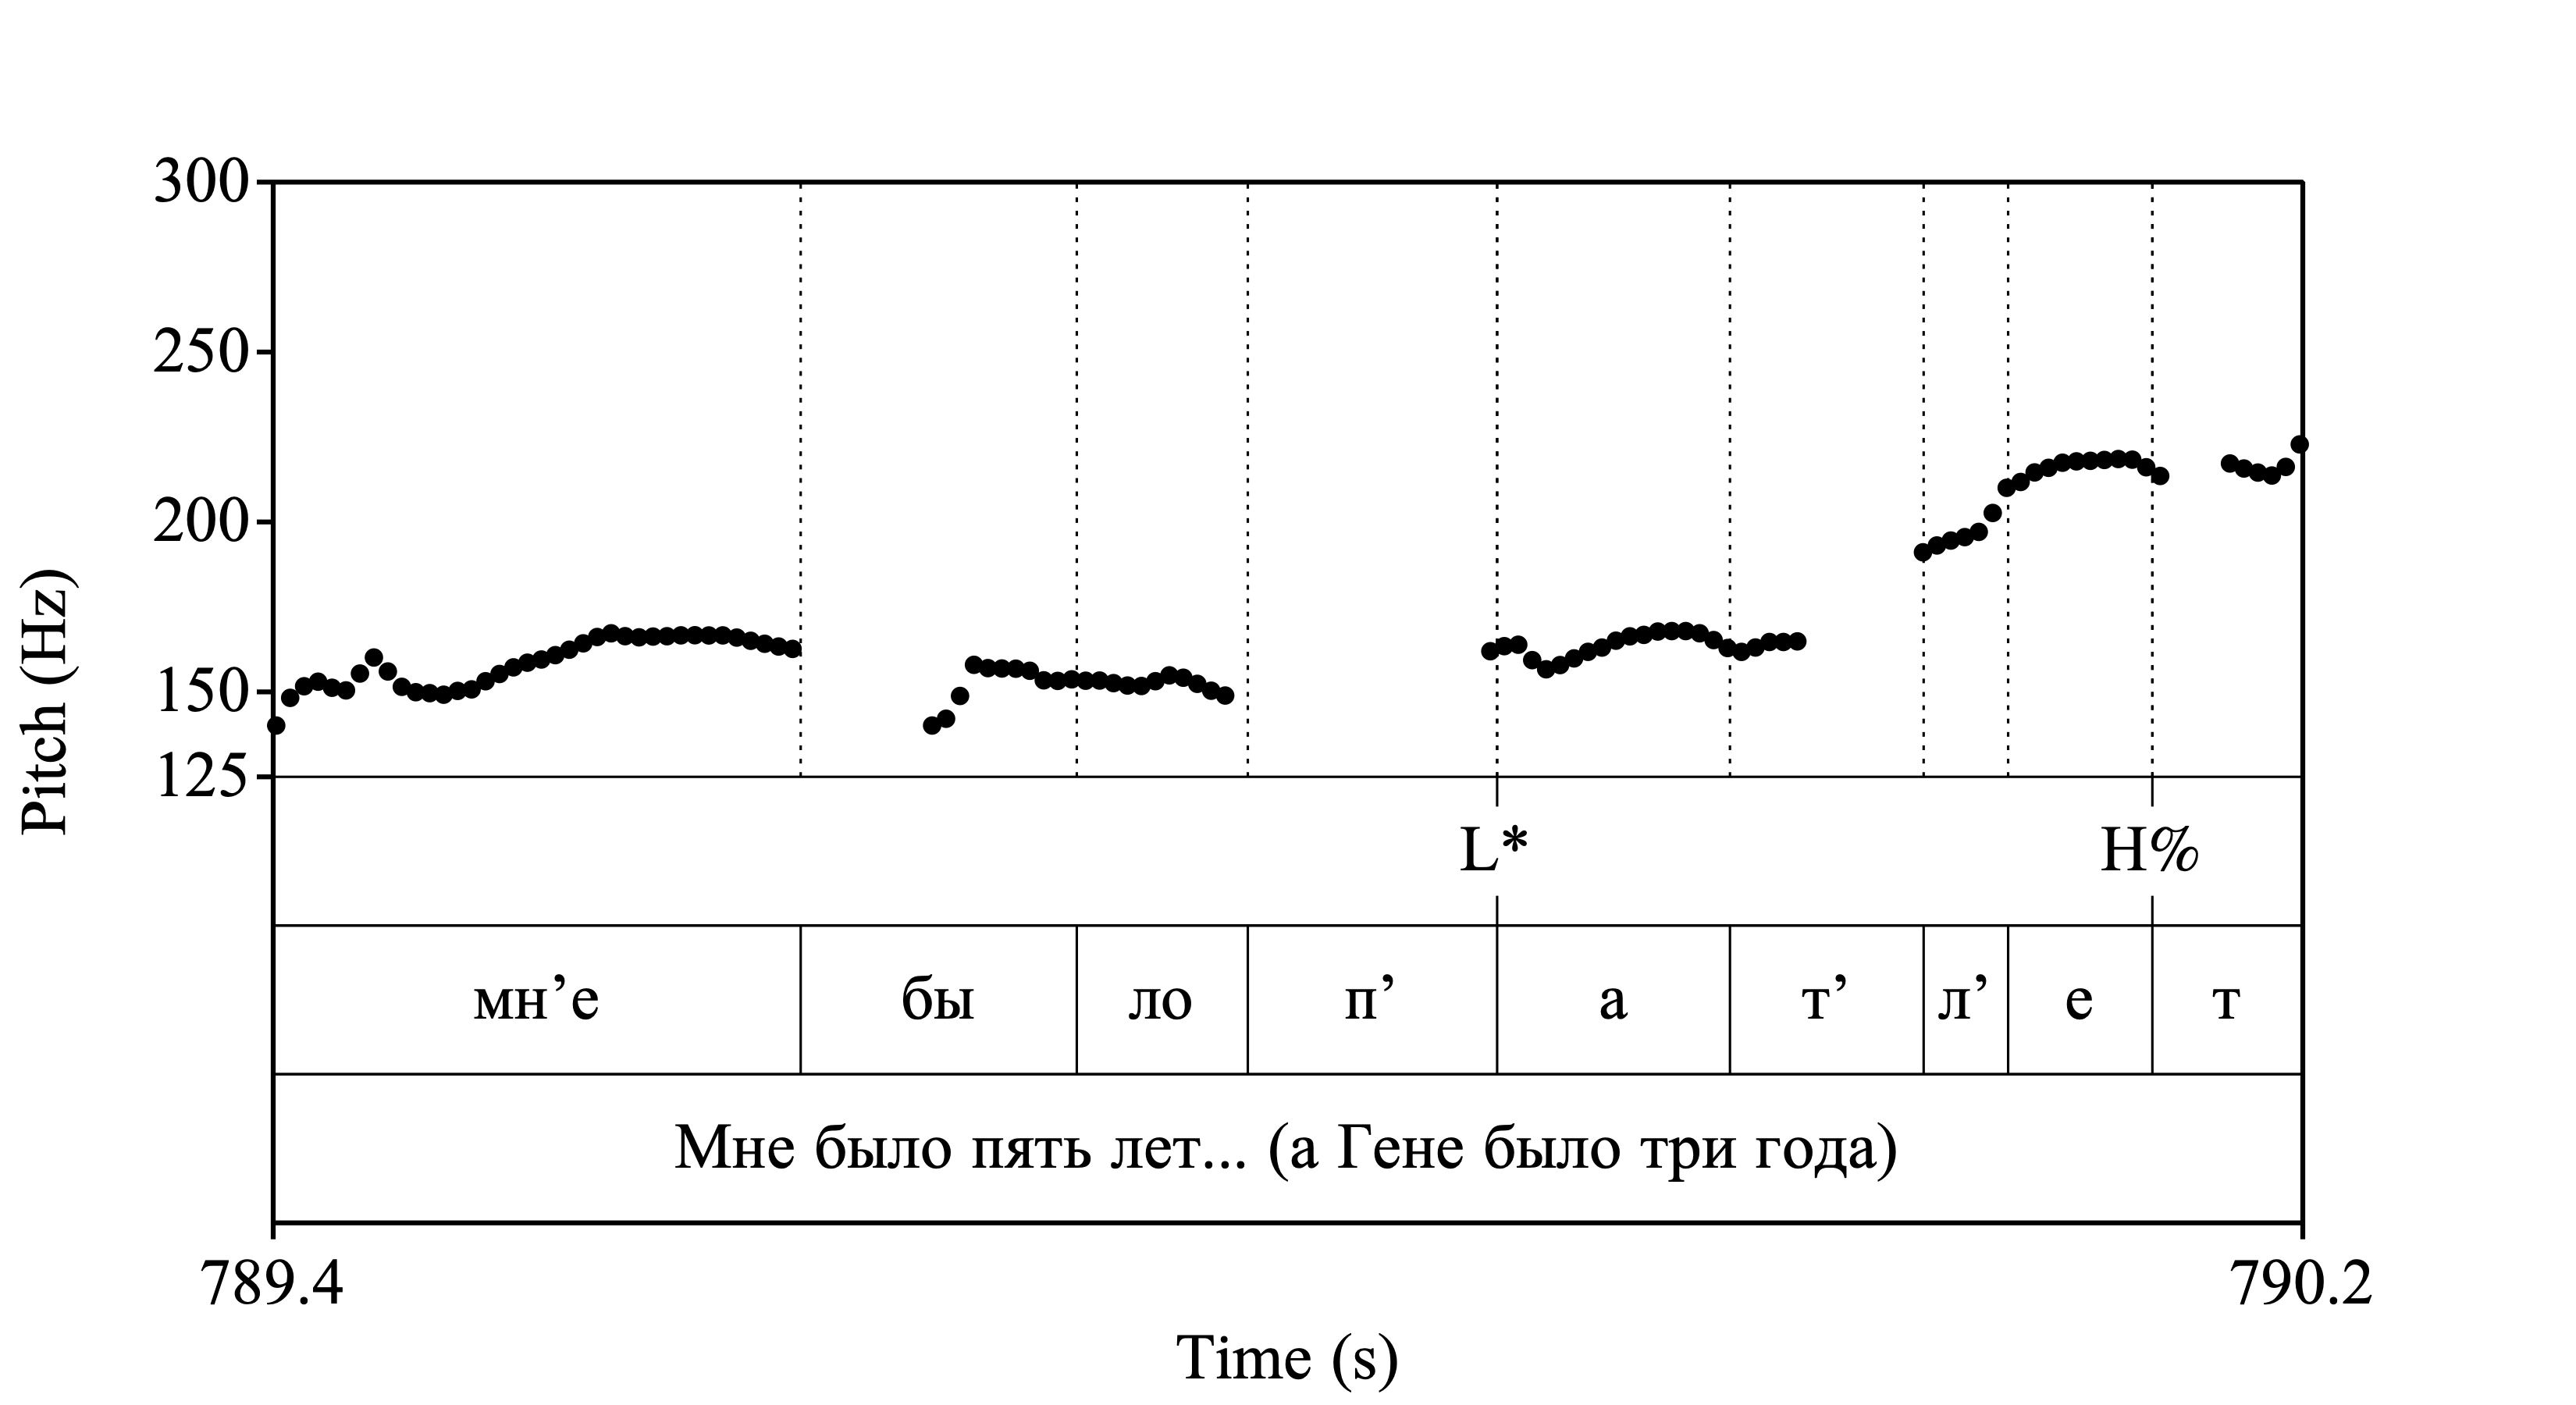 300
250
200
150
125
Pitch (Hz)
L* H%
мн’е бы ло п’ а т’ л’ е т
Мне было пять лет... (а Гене было три года)
789.4 790.2
Time (s)